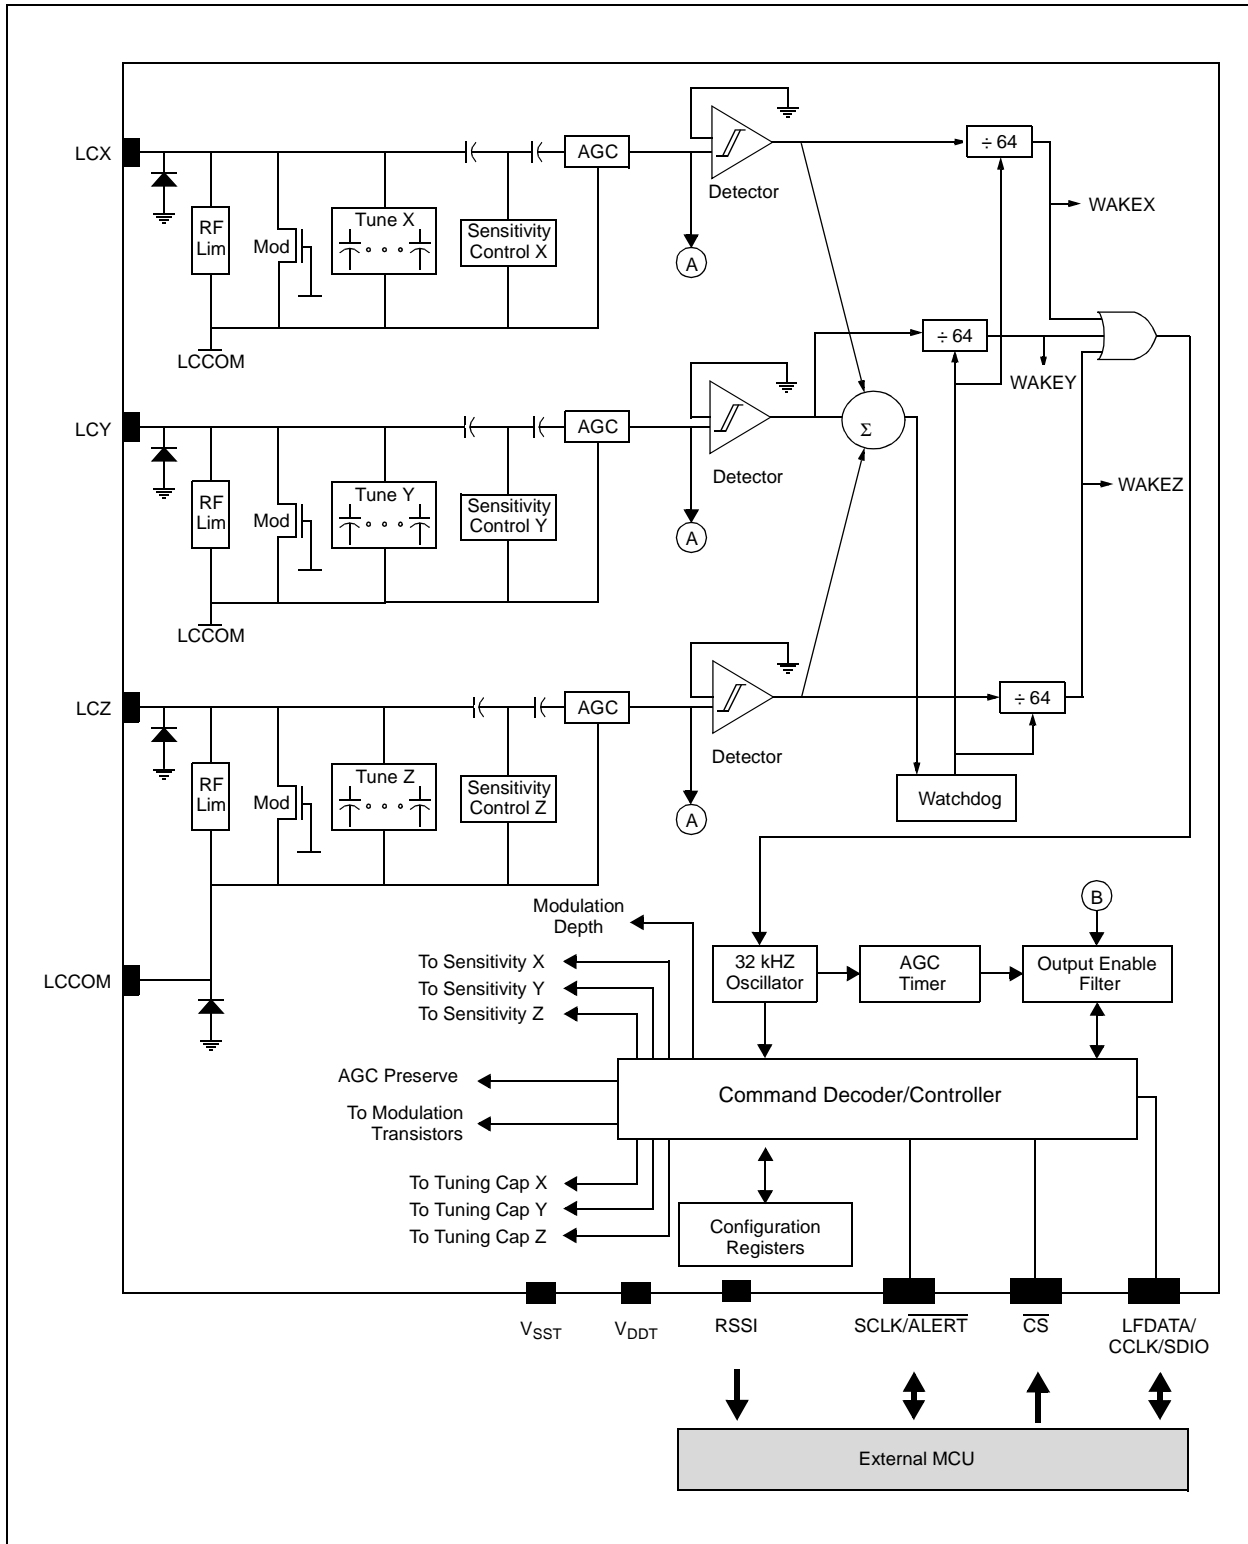 LCX
AGC
÷ 64
Detector
WAKEX
RF
Lim
Mod
Tune X
Sensitivity
Control X
A
LCCOM
÷ 64
WAKEY
LCY
AGC
Σ
Detector
WAKEZ
RF
Lim
Mod
Tune Y
Sensitivity
Control Y
A
LCCOM
LCZ
AGC
÷ 64
Detector
RF
Lim
Mod
Tune Z
Sensitivity
Control Z
A
Watchdog
Modulation
Depth
B
LCCOM
To Sensitivity X
To Sensitivity Y
To Sensitivity Z
32 kHZ
Oscillator
AGC
Timer
Output Enable
Filter
AGC Preserve
To Modulation
Transistors
Command Decoder/Controller
To Tuning Cap X
To Tuning Cap Y
To Tuning Cap Z
Configuration
Registers
VSST
VDDT
RSSI
SCLK/ALERT
CS
LFDATA/
CCLK/SDIO
External MCU